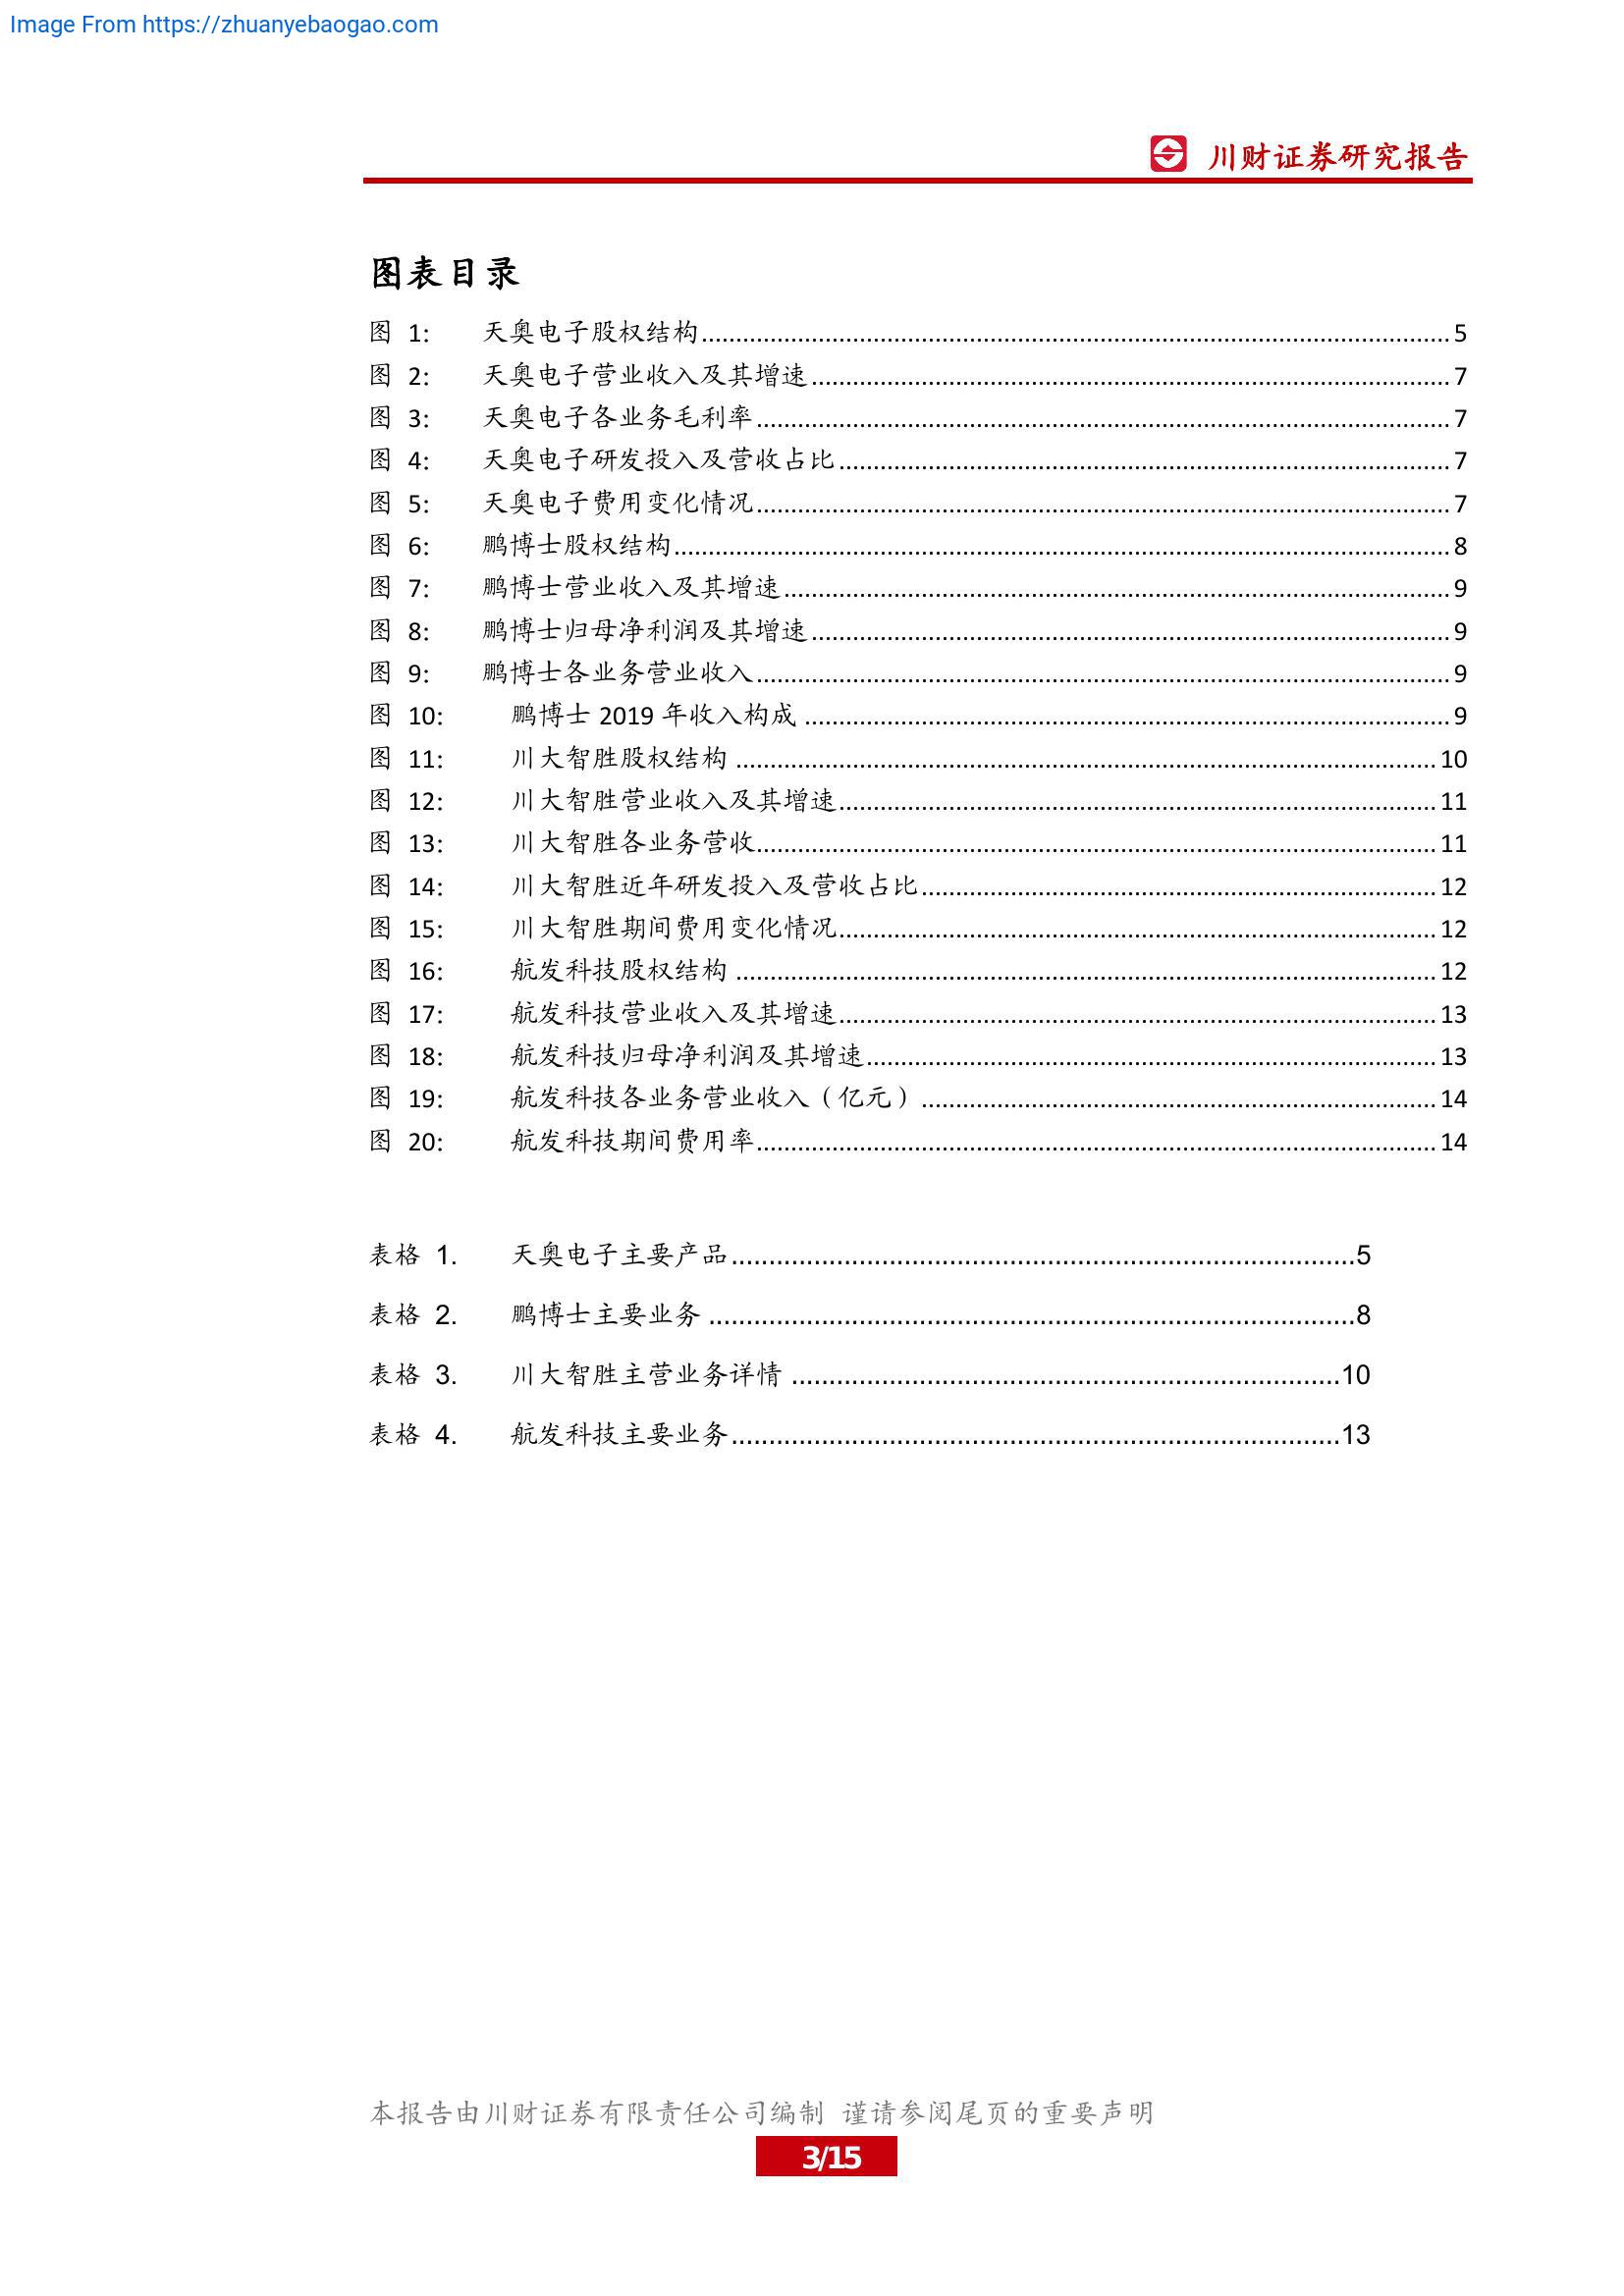 Image From https://zhuanyebaogao.com
川财证券研究报告
图表目录
图 1: 天奥电子股权结构 5
图 2: 天奥电子营业收入及其增速 7
图 3: 天奥电子各业务毛利率 7
图 4: 天奥电子研发投入及营收占比 7
图 5: 天奥电子费用变化情况 7
图 6: 鹏博士股权结构 8
图 7: 鹏博士营业收入及其增速 9
图 8: 鹏博士归母净利润及其增速 9
图 9: 鹏博士各业务营业收入 9
图 10: 鹏博士 2019 年收入构成 9
图 11: 川大智胜股权结构 10
图 12: 川大智胜营业收入及其增速 11
图 13: 川大智胜各业务营收 11
图 14: 川大智胜近年研发投入及营收占比 12
图 15: 川大智胜期间费用变化情况 12
图 16: 航发科技股权结构 12
图 17: 航发科技营业收入及其增速 13
图 18: 航发科技归母净利润及其增速 13
图 19: 航发科技各业务营业收入（亿元） 14
图 20: 航发科技期间费用率 14
表格 1. 天奥电子主要产品 5
表格 2. 鹏博士主要业务 8
表格 3. 川大智胜主营业务详情 10
表格 4. 航发科技主要业务 13
本报告由川财证券有限责任公司编制 谨请参阅尾页的重要声明
3/15